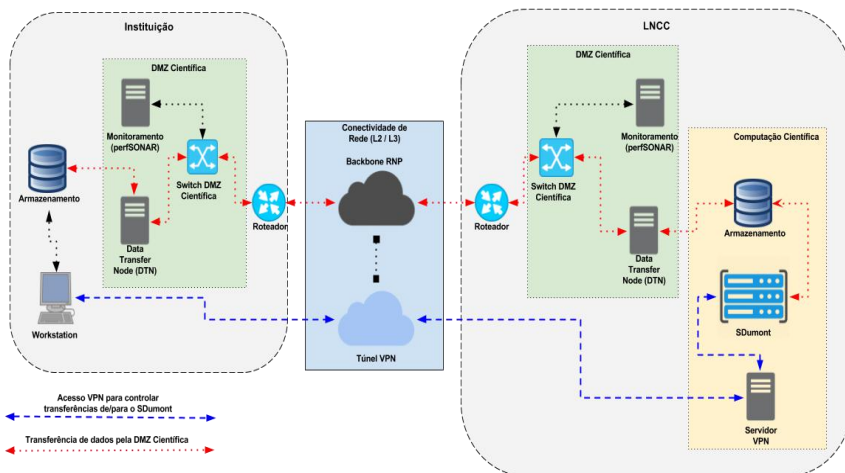 Instituição
LNCC
DMZ Científica
DMZ Científica
Monitoramento
(perfSONAR)
Conectividade de
Rede (L2 / L3)
Backbone RNP
Monitoramento
(perfSONAR)
Computação Científica
Switch DMZ
Científica
Switch DMZ
Científica
Armazenamento
Roteador
Roteador
Armazenamento
Data
Transfer
Node (DTN)
Data
Transfer
Node (DTN)
Workstation
SDumont
Túnel VPN
Acesso VPN para controlar
transferências de/para o SDumont
Servidor
VPN
Transferência de dados pela DMZ Científica